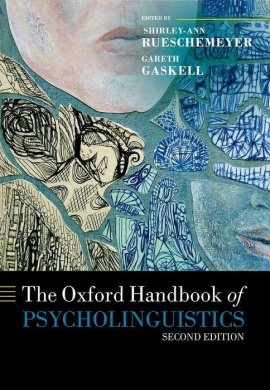 EDITED BY
SHIRLEY-ANN
RUESCHEMEYER
GARETH
GASKELL
The Oxford Handbook of
PSYCHOLINGUISTICS
SECOND EDITION